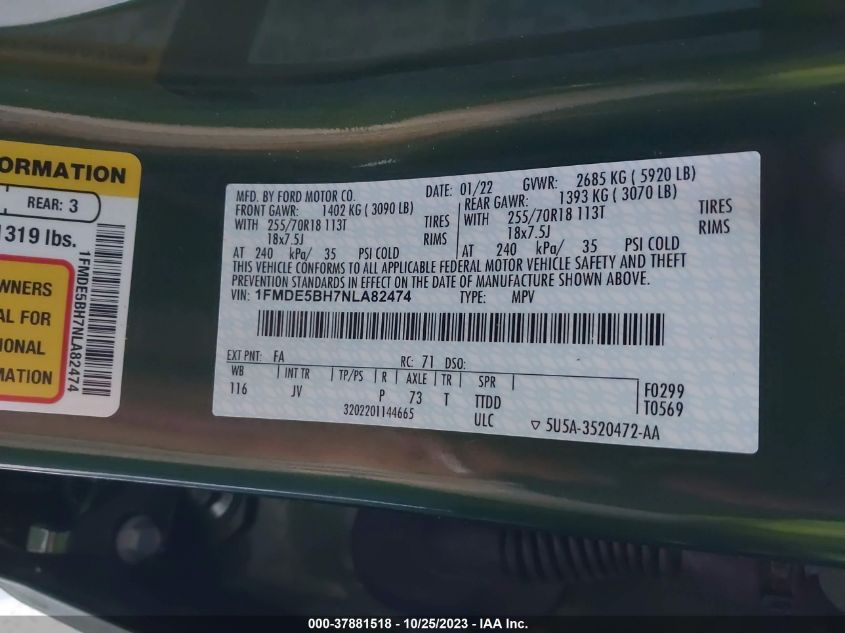 ORMATION
REAR: 3
1319 lbs.
WNERS
AL FOR
IONAL
MATION
1FMDE5BH7NLA82474
MFD. BY FORD MOTOR CO. DATE: 01/22 GVWR: 2685 KG ( 5920 LB)
FRONT GAWR: 1402 KG ( 3090 LB) REAR GAWR: 1393 KG ( 3070 LB)
WITH 255/70R18 113T TIRES WITH 255/70R18 113T TIRES
18x7.5J RIMS 18x7.5J RIMS
AT 240 kPa/ 35 PSI COLD AT 240 kPa/ 35 PSI COLD
THIS VEHICLE CONFORMS TO ALL APPLICABLE FEDERAL MOTOR VEHICLE SAFETY AND THEFT
PREVENTION STANDARDS IN EFFECT ON THE DATE OF MANUFACTURE SHOWN ABOVE.
VIN: 1FMDE5BH7NLA82474 TYPE: MPV
EXT PNT: FA RC: 71 DSO:
WB INT TR TP/PS R AXLE TR SPR F0299
116 JV P 73 T TTDD T0569
3202201144665 ULC 5U5A-3520472-AA
000-37881518 - 10/25/2023 - IAA Inc.